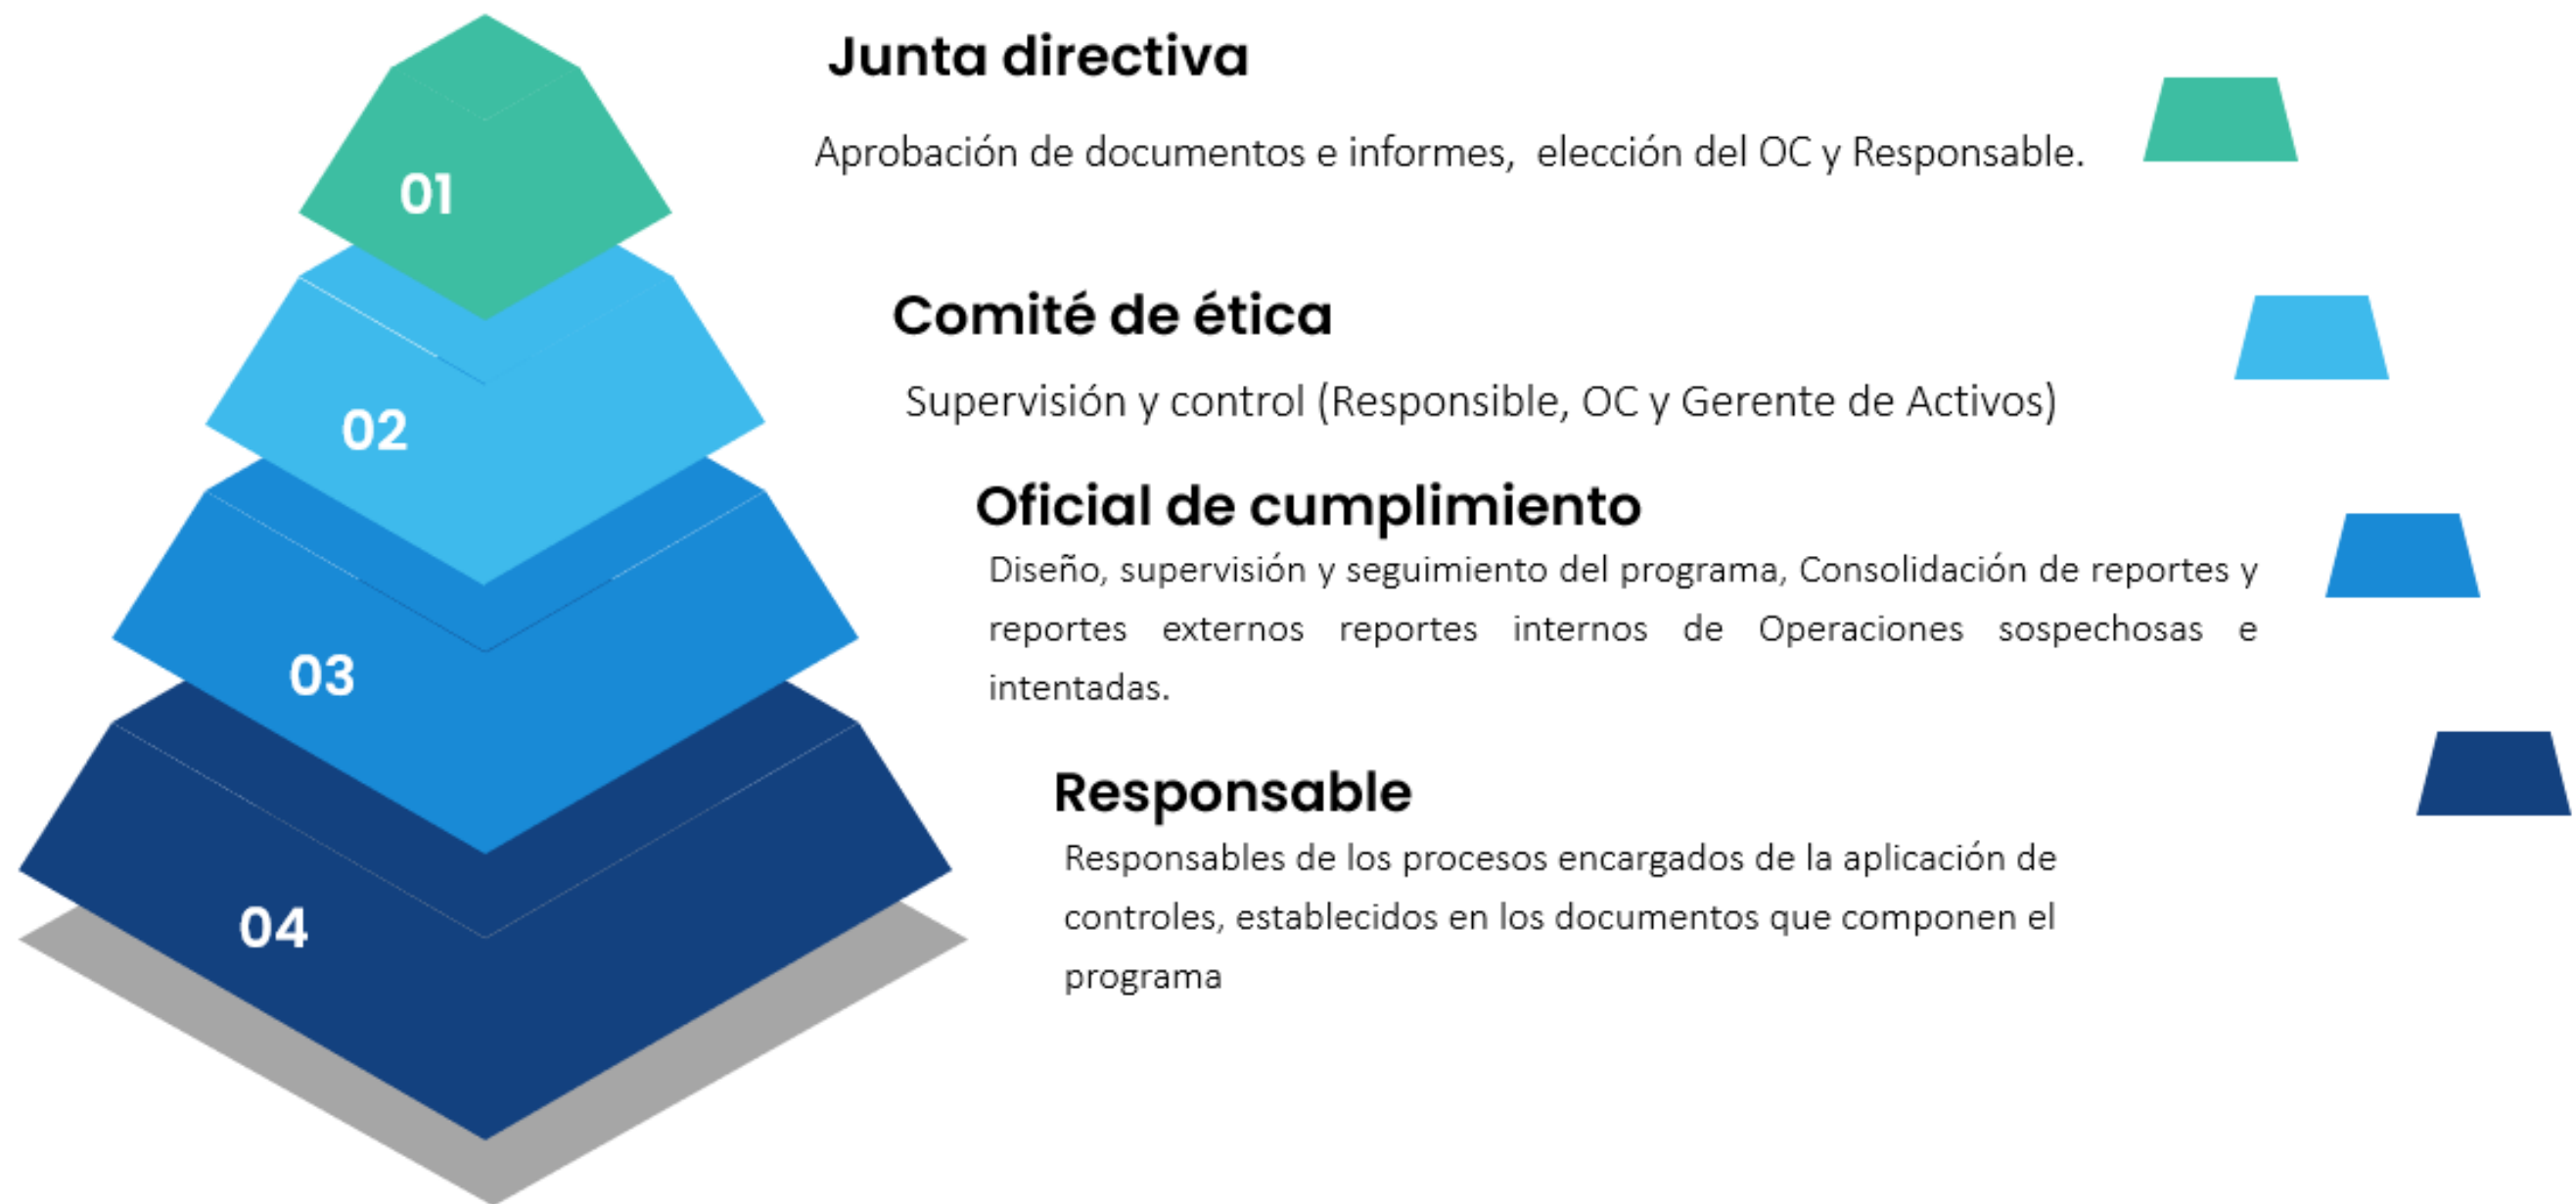 Junta directiva
Aprobación de documentos e informes, elección del OC y Responsable.
01
Comité de ética
Supervisión y control (Responsible, OC y Gerente de Activos)
02
Oficial de cumplimiento
Diseño, supervisión y seguimiento del programa, Consolidación de reportes y
reportes externos reportes internos de Operaciones sospechosas e
intentadas.
03
Responsable
Responsables de los procesos encargados de la aplicación de
controles, establecidos en los documentos que componen el
programa
04